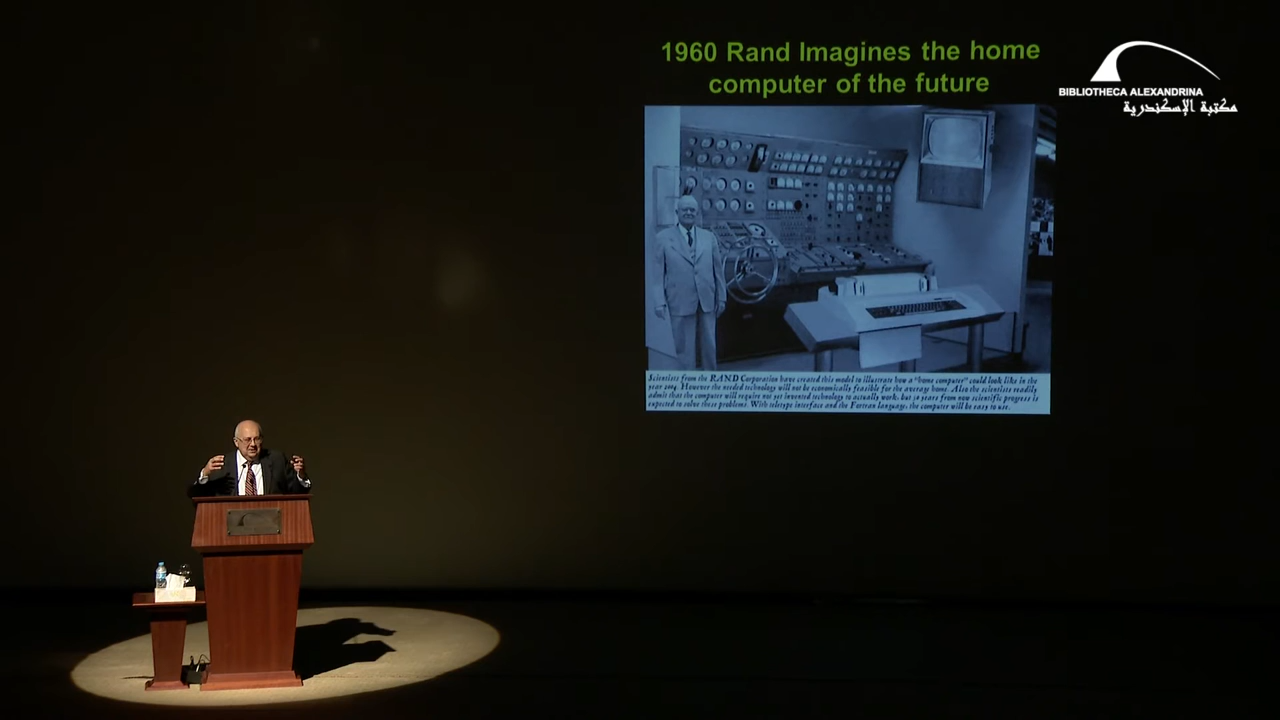 1960 Rand Imagines the home
computer of the future
BIBLIOTHECA ALEXANDRINA
مكتبة الإسكندرية
Scientists from the RAND Corporation have created this model to illustrate how a "home computer" could look like in the
year 2004. However the needed technology will not be economically feasible for the average home. Also the scientists readily
admit that the computer will require not yet invented technology to actually work, but 50 years from now scientific progress is
expected to solve these problems. With teletype interface and the Fortran language, the computer will be easy to use.